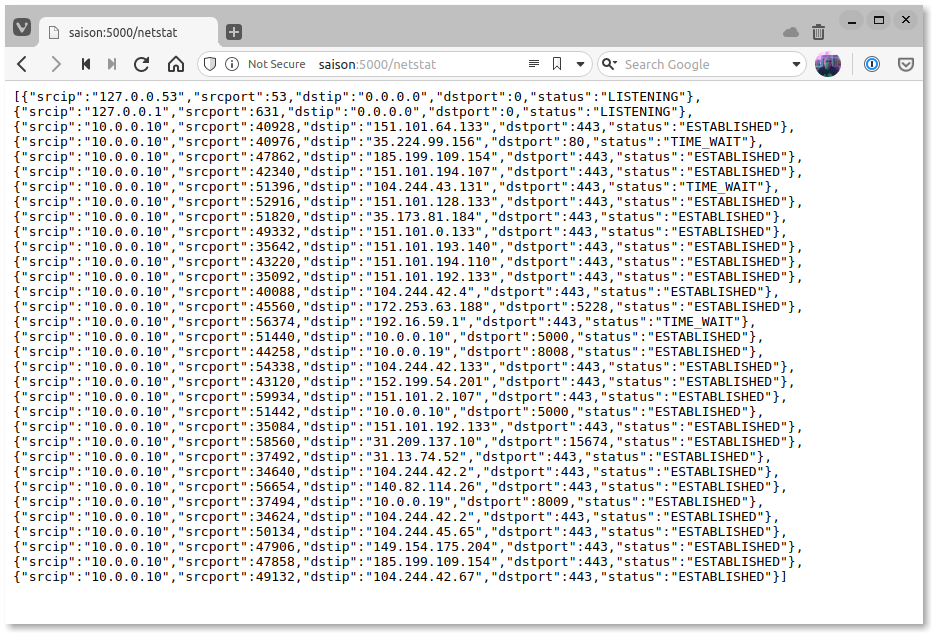 saison:5000/netstat
Not Secure saison:5000/netstat Search Google
[{"srcip":"127.0.0.53","srcport":53,"dstip":"0.0.0.0","dstport":0,"status":"LISTENING"},
{"srcip":"127.0.0.1","srcport":631,"dstip":"0.0.0.0","dstport":0,"status":"LISTENING"},
{"srcip":"10.0.0.10","srcport":40928,"dstip":"151.101.64.133","dstport":443,"status":"ESTABLISHED"},
{"srcip":"10.0.0.10","srcport":40976,"dstip":"35.224.99.156","dstport":80,"status":"TIME_WAIT"},
{"srcip":"10.0.0.10","srcport":47862,"dstip":"185.199.109.154","dstport":443,"status":"ESTABLISHED"},
{"srcip":"10.0.0.10","srcport":42340,"dstip":"151.101.194.107","dstport":443,"status":"ESTABLISHED"},
{"srcip":"10.0.0.10","srcport":51396,"dstip":"104.244.43.131","dstport":443,"status":"TIME_WAIT"},
{"srcip":"10.0.0.10","srcport":52916,"dstip":"151.101.128.133","dstport":443,"status":"ESTABLISHED"},
{"srcip":"10.0.0.10","srcport":51820,"dstip":"35.173.81.184","dstport":443,"status":"ESTABLISHED"},
{"srcip":"10.0.0.10","srcport":49332,"dstip":"151.101.0.133","dstport":443,"status":"ESTABLISHED"},
{"srcip":"10.0.0.10","srcport":35642,"dstip":"151.101.193.140","dstport":443,"status":"ESTABLISHED"},
{"srcip":"10.0.0.10","srcport":43220,"dstip":"151.101.194.110","dstport":443,"status":"ESTABLISHED"},
{"srcip":"10.0.0.10","srcport":35092,"dstip":"151.101.192.133","dstport":443,"status":"ESTABLISHED"},
{"srcip":"10.0.0.10","srcport":40088,"dstip":"104.244.42.4","dstport":443,"status":"ESTABLISHED"},
{"srcip":"10.0.0.10","srcport":45560,"dstip":"172.253.63.188","dstport":5228,"status":"ESTABLISHED"},
{"srcip":"10.0.0.10","srcport":56374,"dstip":"192.16.59.1","dstport":443,"status":"TIME_WAIT"},
{"srcip":"10.0.0.10","srcport":51440,"dstip":"10.0.0.10","dstport":5000,"status":"ESTABLISHED"},
{"srcip":"10.0.0.10","srcport":44258,"dstip":"10.0.0.19","dstport":8008,"status":"ESTABLISHED"},
{"srcip":"10.0.0.10","srcport":54338,"dstip":"104.244.42.133","dstport":443,"status":"ESTABLISHED"},
{"srcip":"10.0.0.10","srcport":43120,"dstip":"152.199.54.201","dstport":443,"status":"ESTABLISHED"},
{"srcip":"10.0.0.10","srcport":59934,"dstip":"151.101.2.107","dstport":443,"status":"ESTABLISHED"},
{"srcip":"10.0.0.10","srcport":51442,"dstip":"10.0.0.10","dstport":5000,"status":"ESTABLISHED"},
{"srcip":"10.0.0.10","srcport":35084,"dstip":"151.101.192.133","dstport":443,"status":"ESTABLISHED"},
{"srcip":"10.0.0.10","srcport":58560,"dstip":"31.209.137.10","dstport":15674,"status":"ESTABLISHED"},
{"srcip":"10.0.0.10","srcport":37492,"dstip":"31.13.74.52","dstport":443,"status":"ESTABLISHED"},
{"srcip":"10.0.0.10","srcport":34640,"dstip":"104.244.42.2","dstport":443,"status":"ESTABLISHED"},
{"srcip":"10.0.0.10","srcport":56654,"dstip":"140.82.114.26","dstport":443,"status":"ESTABLISHED"},
{"srcip":"10.0.0.10","srcport":37494,"dstip":"10.0.0.19","dstport":8009,"status":"ESTABLISHED"},
{"srcip":"10.0.0.10","srcport":34624,"dstip":"104.244.42.2","dstport":443,"status":"ESTABLISHED"},
{"srcip":"10.0.0.10","srcport":50134,"dstip":"104.244.45.65","dstport":443,"status":"ESTABLISHED"},
{"srcip":"10.0.0.10","srcport":47906,"dstip":"149.154.175.204","dstport":443,"status":"ESTABLISHED"},
{"srcip":"10.0.0.10","srcport":47858,"dstip":"185.199.109.154","dstport":443,"status":"ESTABLISHED"},
{"srcip":"10.0.0.10","srcport":49132,"dstip":"104.244.42.67","dstport":443,"status":"ESTABLISHED"}]